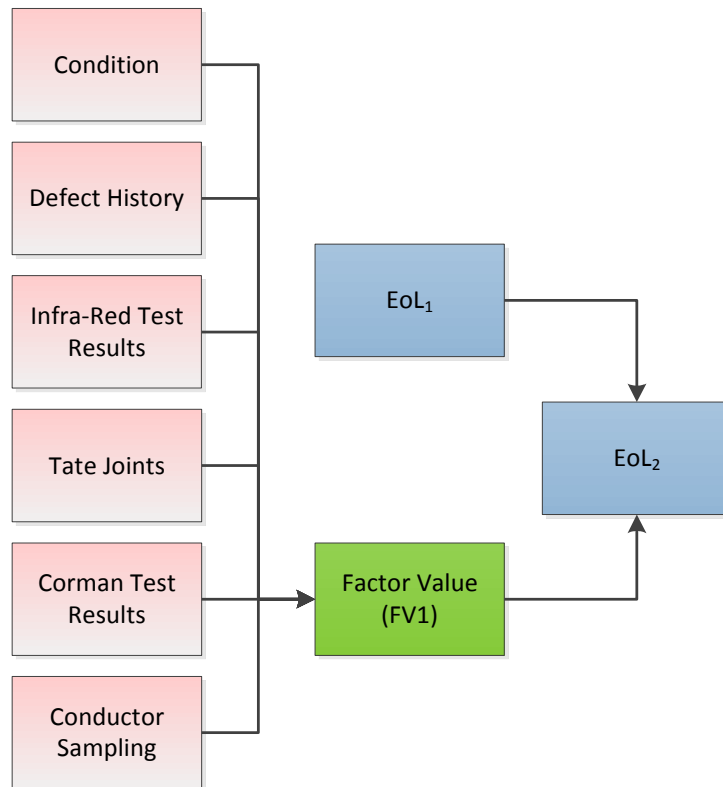 Condition
Defect History
Infra-Red Test
Results
EoL₁
Tate Joints
EoL₂
Corman Test
Results
Factor Value
(FV1)
Conductor
Sampling